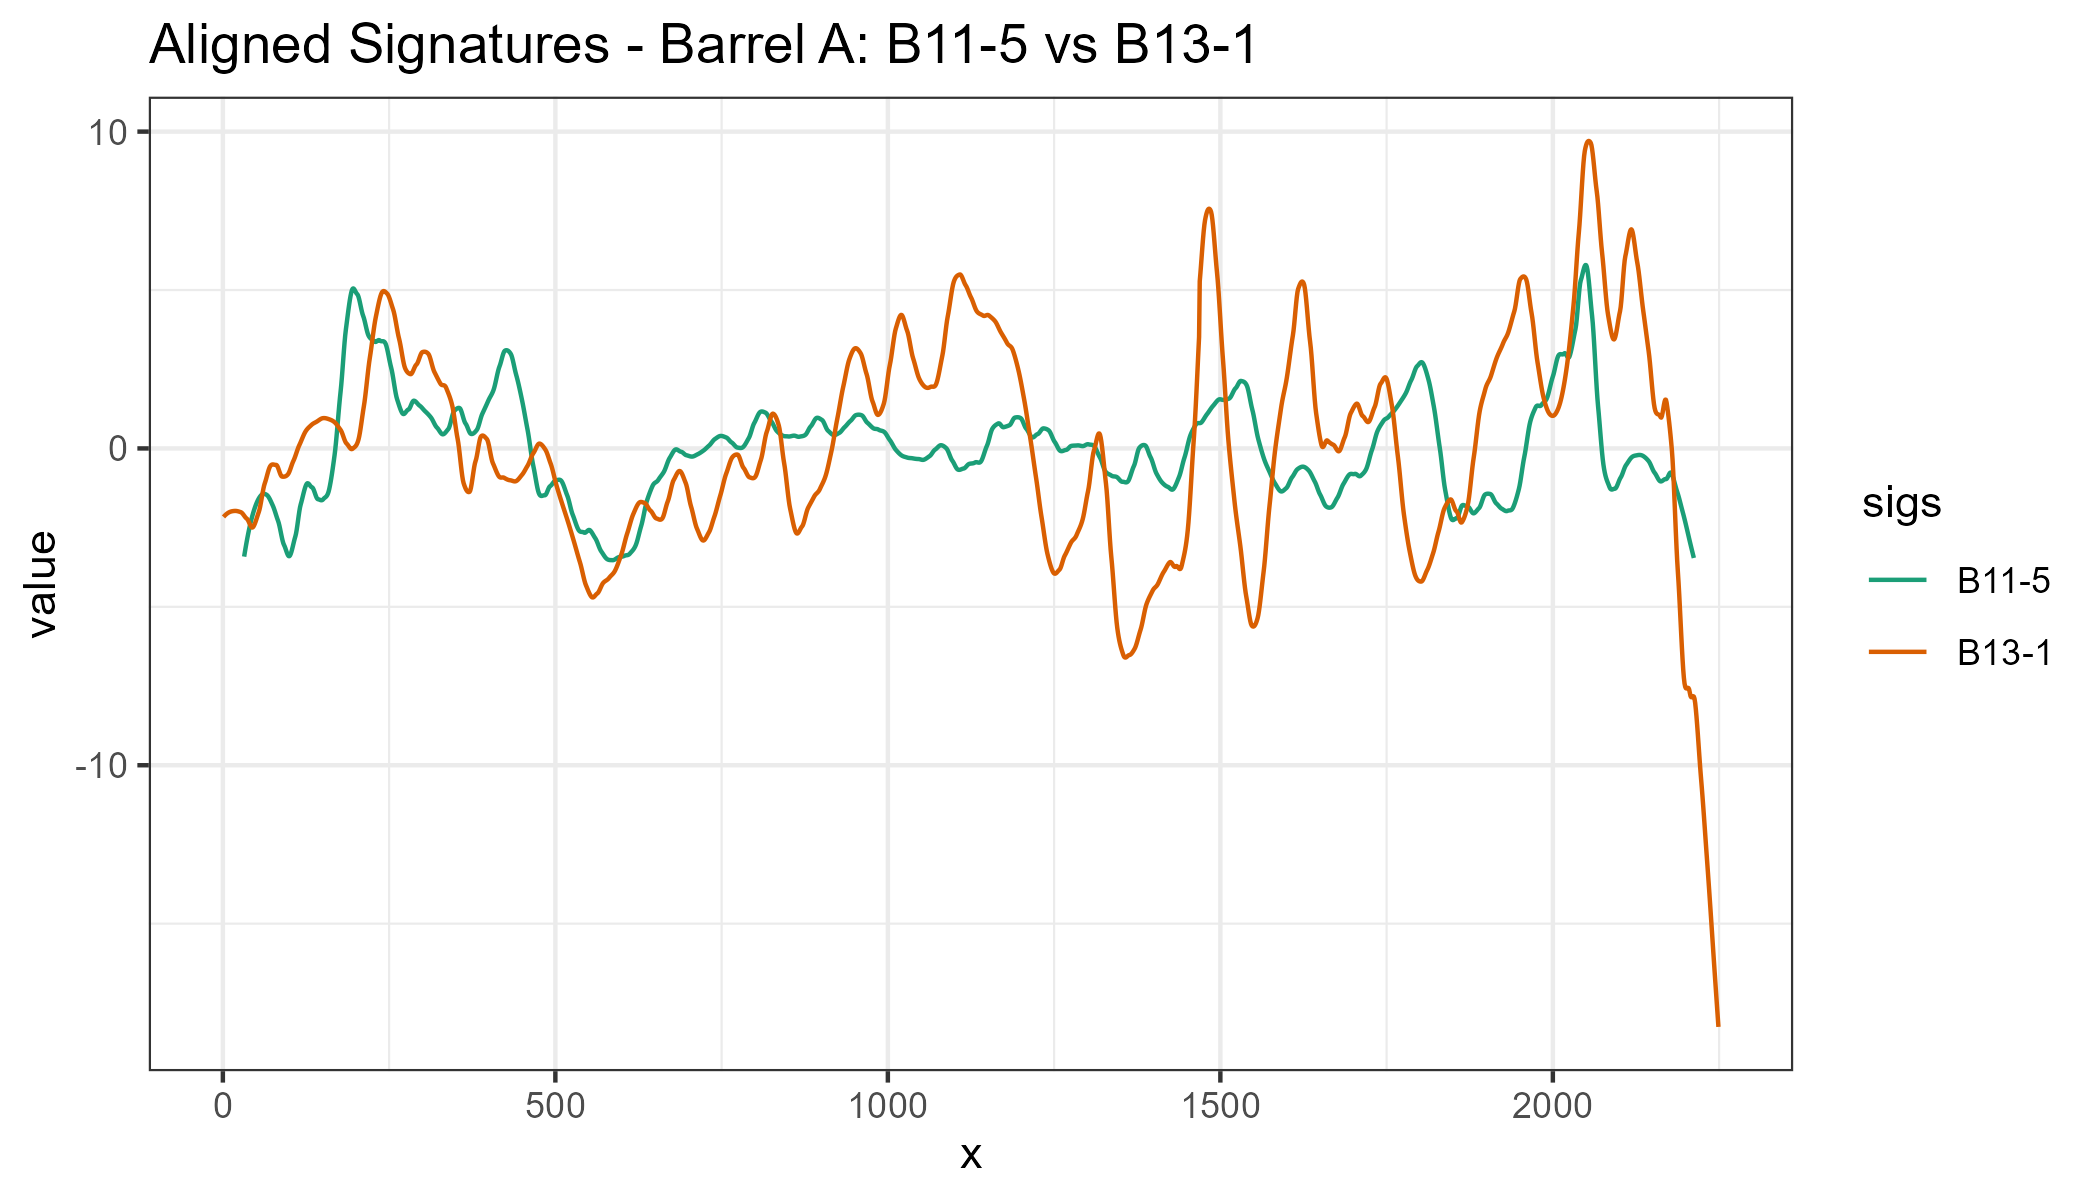 Aligned Signatures - Barrel A: B11-5 vs B13-1
10
0
-10
value
0 500 1000 1500 2000
x
sigs
B11-5
B13-1